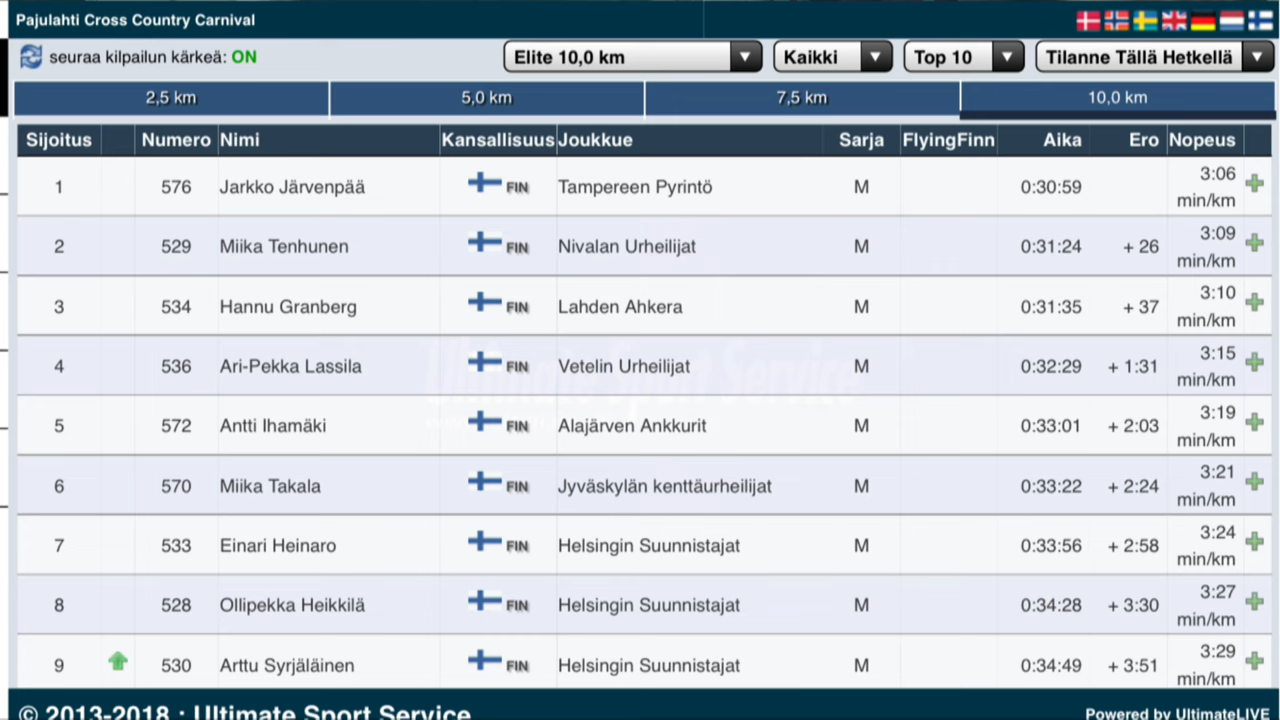 Pajulahti Cross Country Carnival
seuraa kilpailun kärkeä: ON
Elite 10,0 km
Kaikki
Top 10
Tilanne Tällä Hetkellä
2,5 km
5,0 km
7,5 km
10,0 km
Sijoitus Numero Nimi Kansallisuus Joukkue Sarja FlyingFinn Aika Ero Nopeus
1 576 Jarkko Järvenpää FIN Tampereen Pyrintö M 0:30:59 3:06 min/km
2 529 Miika Tenhunen FIN Nivalan Urheilijat M 0:31:24 + 26 3:09 min/km
3 534 Hannu Granberg FIN Lahden Ahkera M 0:31:35 + 37 3:10 min/km
4 536 Ari-Pekka Lassila FIN Vetelin Urheilijat M 0:32:29 + 1:31 3:15 min/km
5 572 Antti Ihamäki FIN Alajärven Ankkurit M 0:33:01 + 2:03 3:19 min/km
6 570 Miika Takala FIN Jyväskylän kenttäurheilijat M 0:33:22 + 2:24 3:21 min/km
7 533 Einari Heinaro FIN Helsingin Suunnistajat M 0:33:56 + 2:58 3:24 min/km
8 528 Ollipekka Heikkilä FIN Helsingin Suunnistajat M 0:34:28 + 3:30 3:27 min/km
9 530 Arttu Syrjäläinen FIN Helsingin Suunnistajat M 0:34:49 + 3:51 3:29 min/km
Ultimate Sport Service
© 2013-2018 : Ultimate Sport Service
Powered by UltimateLIVE